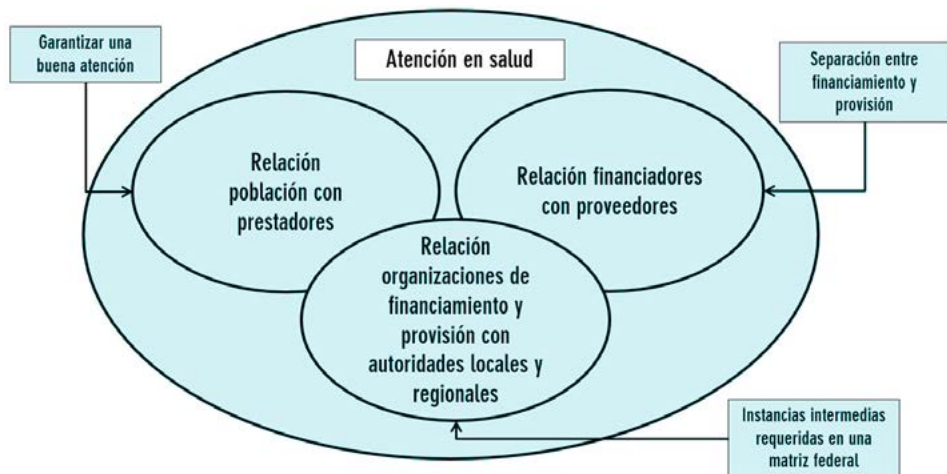 Garantizar una
buena atención
Atención en salud
Separación entre
financiamiento y
provisión
Relación
población con
prestadores
Relación financiadores
con proveedores
Relación
organizaciones de
financiamiento y
provisión con
autoridades locales y
regionales
Instancias intermedias
requeridas en una
matriz federal